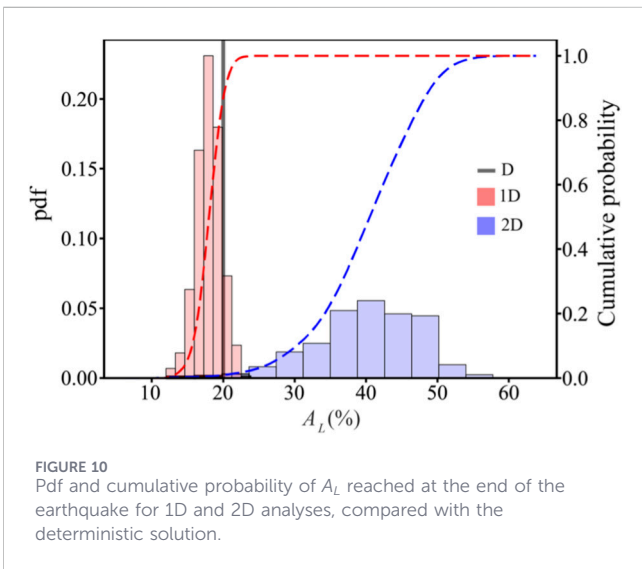 0.20
0.15
0.10
0.05
0.00
pdf
1.0
0.8
0.6
0.4
0.2
0.0
Cumulative probability
D
1D
2D
10 20 30 40 50 60
A_L(%)
FIGURE 10
Pdf and cumulative probability of A_L reached at the end of the
earthquake for 1D and 2D analyses, compared with the
deterministic solution.